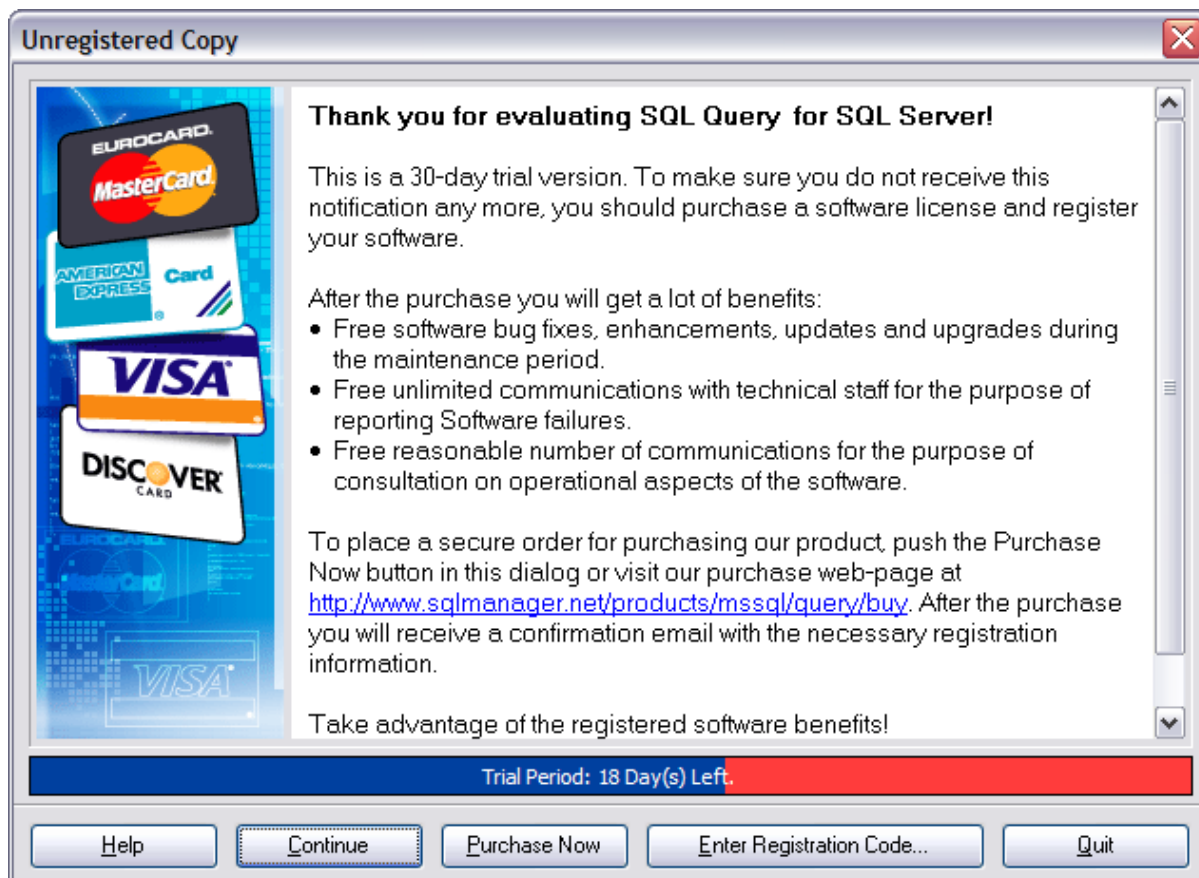 Unregistered Copy
EUROCARD.
MasterCard.
AMERICAN EXPRESS
Card
VISA
DISCOVER
CARD
EUROCARD.
MasterCard
VISA
Thank you for evaluating SQL Query for SQL Server!
This is a 30-day trial version. To make sure you do not receive this
notification any more, you should purchase a software license and register
your software.
After the purchase you will get a lot of benefits:
• Free software bug fixes, enhancements, updates and upgrades during
the maintenance period.
• Free unlimited communications with technical staff for the purpose of
reporting Software failures.
• Free reasonable number of communications for the purpose of
consultation on operational aspects of the software.
To place a secure order for purchasing our product, push the Purchase
Now button in this dialog or visit our purchase web-page at
http://www.sqlmanager.net/products/mssql/query/buy. After the purchase
you will receive a confirmation email with the necessary registration
information.
Take advantage of the registered software benefits!
Trial Period: 18 Day(s) Left.
Help
Continue
Purchase Now
Enter Registration Code...
Quit